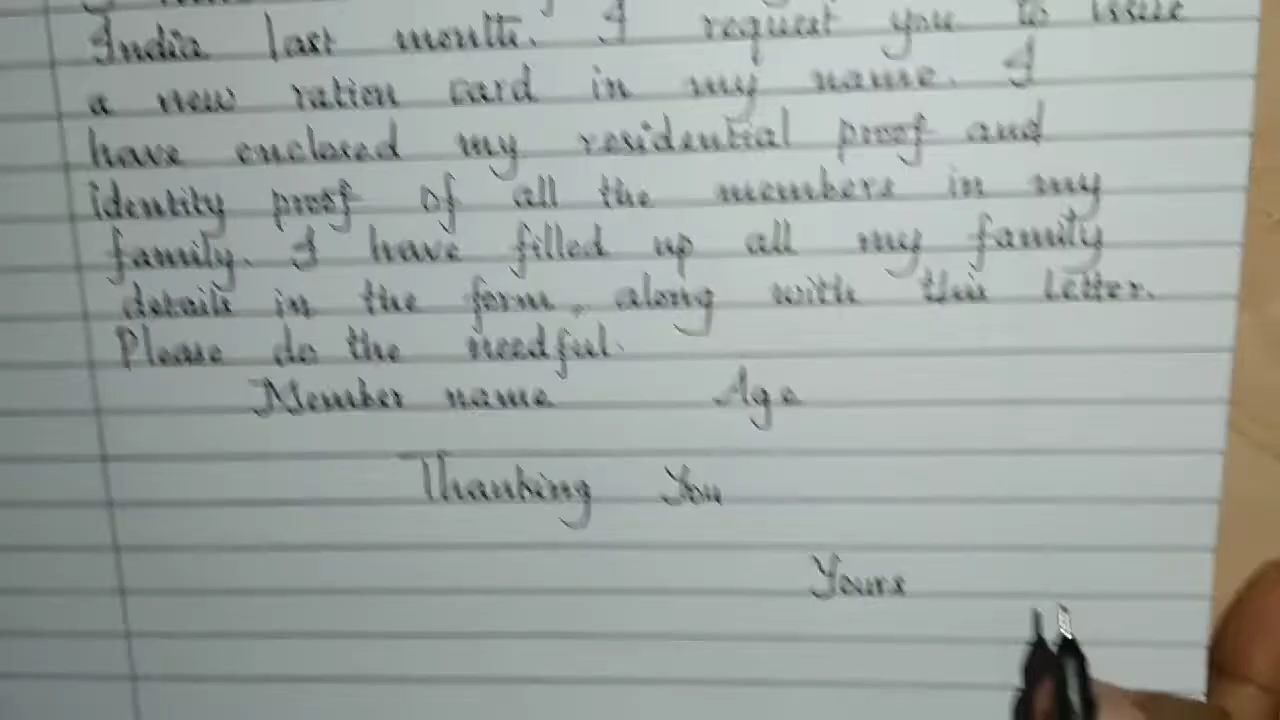 India last month. I request you to issue
a new ration card in my name. I
have enclosed my residential proof and
identity proof of all the members in my
family. I have filled up all my family
details in the form, along with this letter.
Please do the needful.
Member name Age
Thanking You
Yours